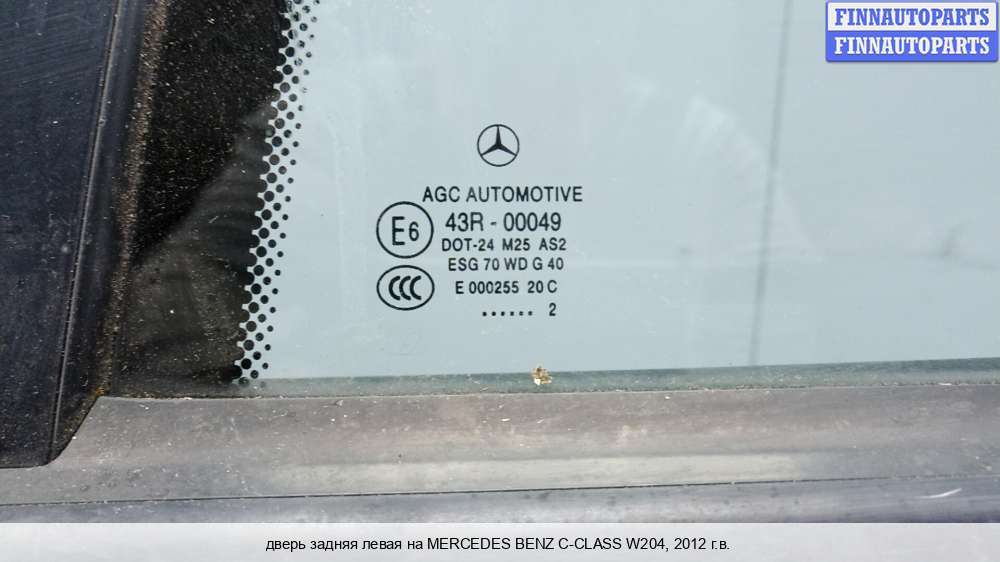 FINNAUTOPARTS
FINNAUTOPARTS
AGC AUTOMOTIVE
E6
43R - 00049
DOT-24 M25 AS2
ESG 70 WD G 40
CCC
E 000255 20 C
...... 2
дверь задняя левая на MERCEDES BENZ C-CLASS W204, 2012 г.в.